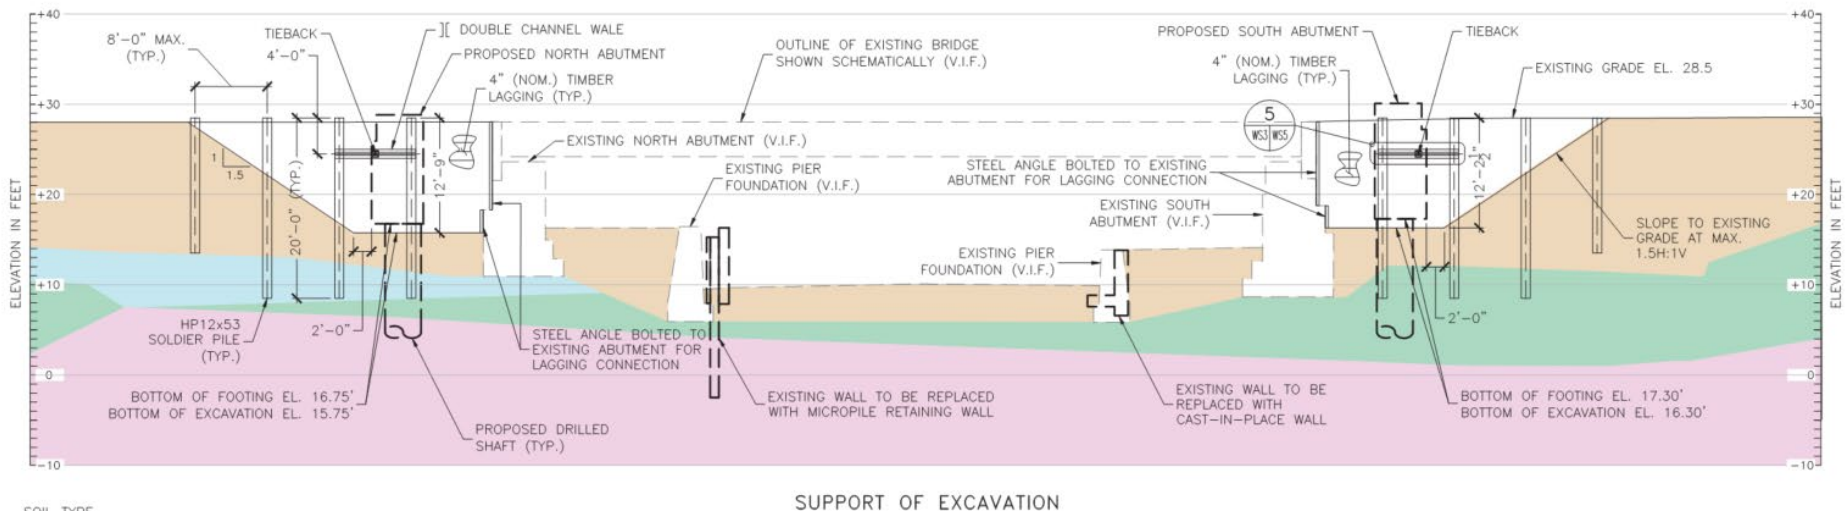 +40
+30
+20
+10
0
-10
ELEVATION IN FEET
8'-0" MAX.
(TYP.)
TIEBACK
4'-0"
][ DOUBLE CHANNEL WALE
PROPOSED NORTH ABUTMENT
4" (NOM.) TIMBER
LAGGING (TYP.)
OUTLINE OF EXISTING BRIDGE
SHOWN SCHEMATICALLY (V.I.F.)
EXISTING NORTH ABUTMENT (V.I.F.)
EXISTING PIER
FOUNDATION (V.I.F.)
1
1.5
20'-0" (TYP.)
12'-9"
2'-0"
HP12x53
SOLDIER PILE
(TYP.)
BOTTOM OF FOOTING EL. 16.75'
BOTTOM OF EXCAVATION EL. 15.75'
PROPOSED DRILLED
SHAFT (TYP.)
STEEL ANGLE BOLTED TO
EXISTING ABUTMENT FOR
LAGGING CONNECTION
EXISTING WALL TO BE REPLACED
WITH MICROPILE RETAINING WALL
PROPOSED SOUTH ABUTMENT
4" (NOM.) TIMBER
LAGGING (TYP.)
TIEBACK
EXISTING GRADE EL. 28.5
5
WS3 WS5
STEEL ANGLE BOLTED TO EXISTING
ABUTMENT FOR LAGGING CONNECTION
EXISTING SOUTH
ABUTMENT (V.I.F.)
EXISTING PIER
FOUNDATION (V.I.F.)
12'-2½"
SLOPE TO EXISTING
GRADE AT MAX.
1.5H:1V
2'-0"
EXISTING WALL TO BE
REPLACED WITH
CAST-IN-PLACE WALL
BOTTOM OF FOOTING EL. 17.30'
BOTTOM OF EXCAVATION EL. 16.30'
+40
+30
+20
+10
0
-10
ELEVATION IN FEET
SUPPORT OF EXCAVATION
SOIL TYPE